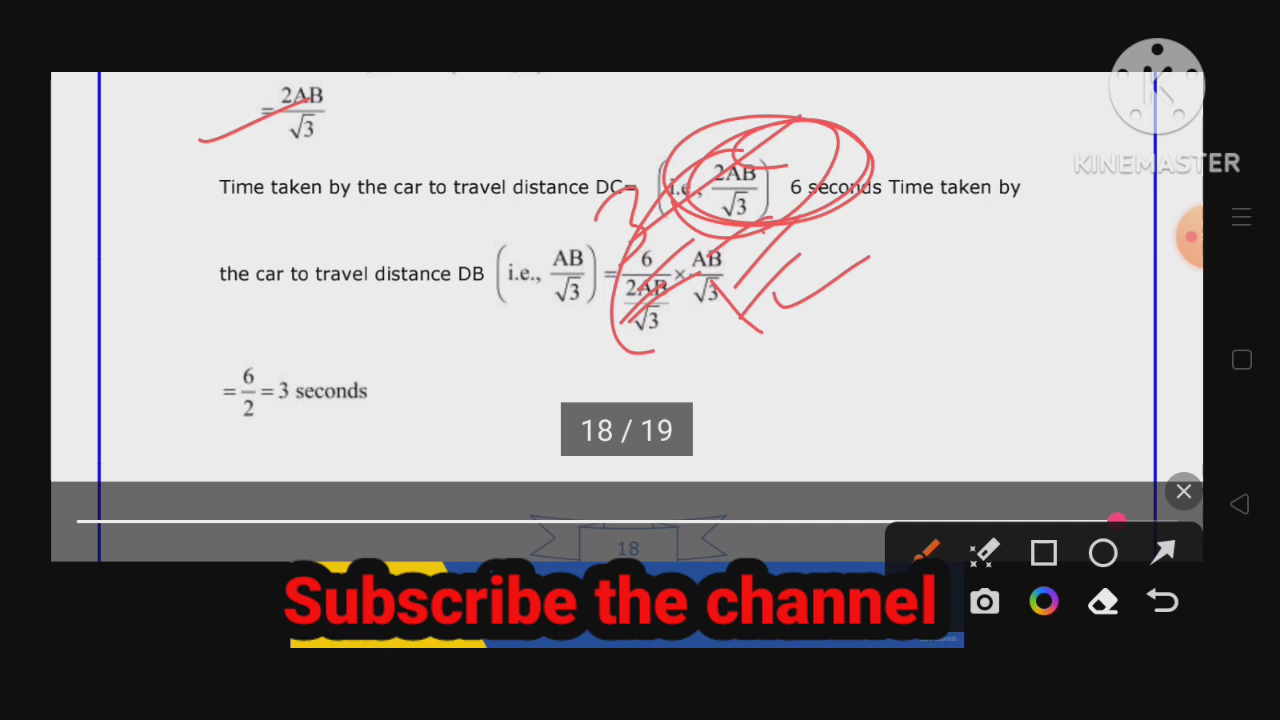 KINEMASTER
= 2AB/√3
Time taken by the car to travel distance DC= (i.e., 2AB/√3) 6 seconds Time taken by
the car to travel distance DB (i.e., AB/√3) = 6/(2AB/√3) × AB/√3
= 6/2 = 3 seconds
18 / 19
18
Subscribe the channel